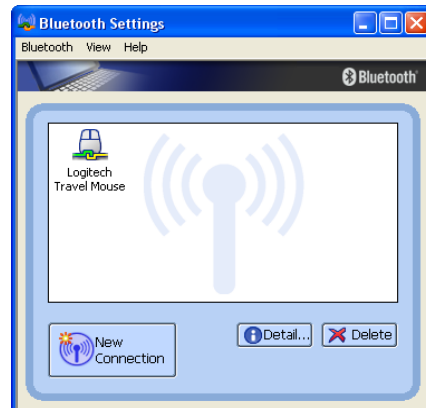 Bluetooth Settings
Bluetooth View Help
Bluetooth
Logitech
Travel Mouse
New
Connection
Detail...
Delete